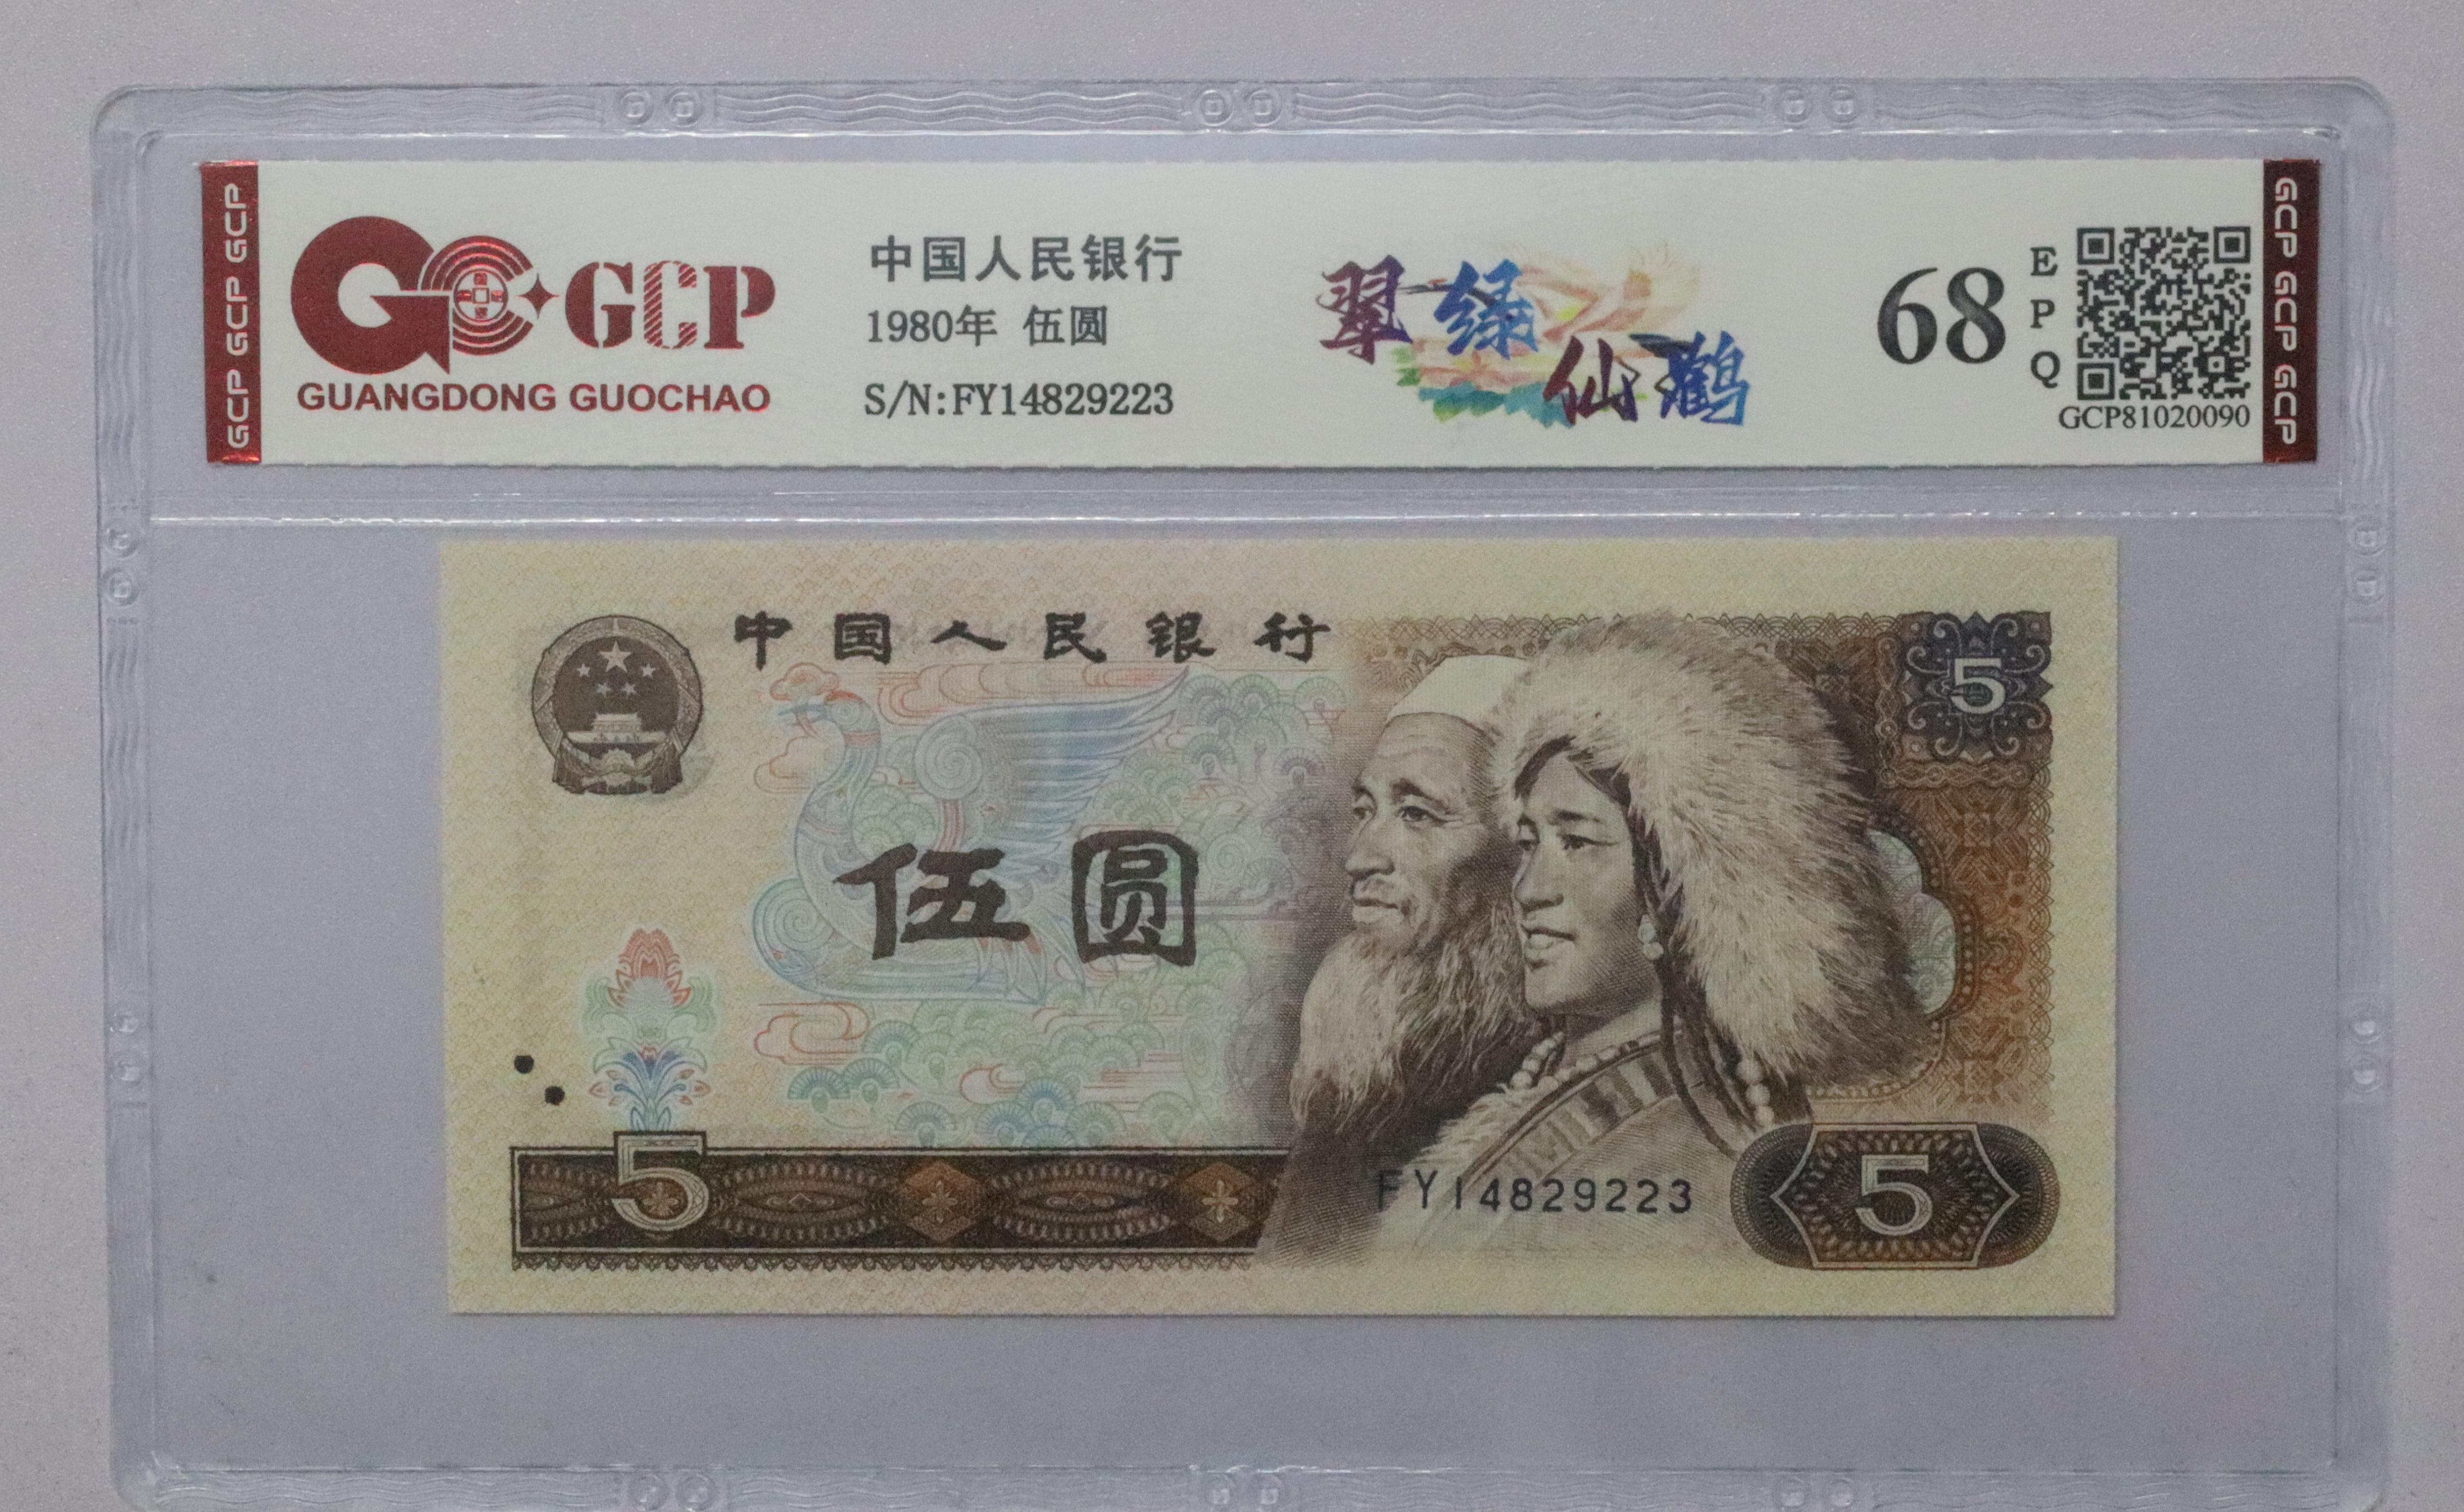 GCP GCP GCP
GCP
GUANGDONG GUOCHAO
中国人民银行
1980年 伍圆
S/N:FY14829223
翠绿
仙鹤
68
E
P
Q
GCP81020090
GCP GCP GCP
中国人民银行
5
伍圆
5
FY14829223
5